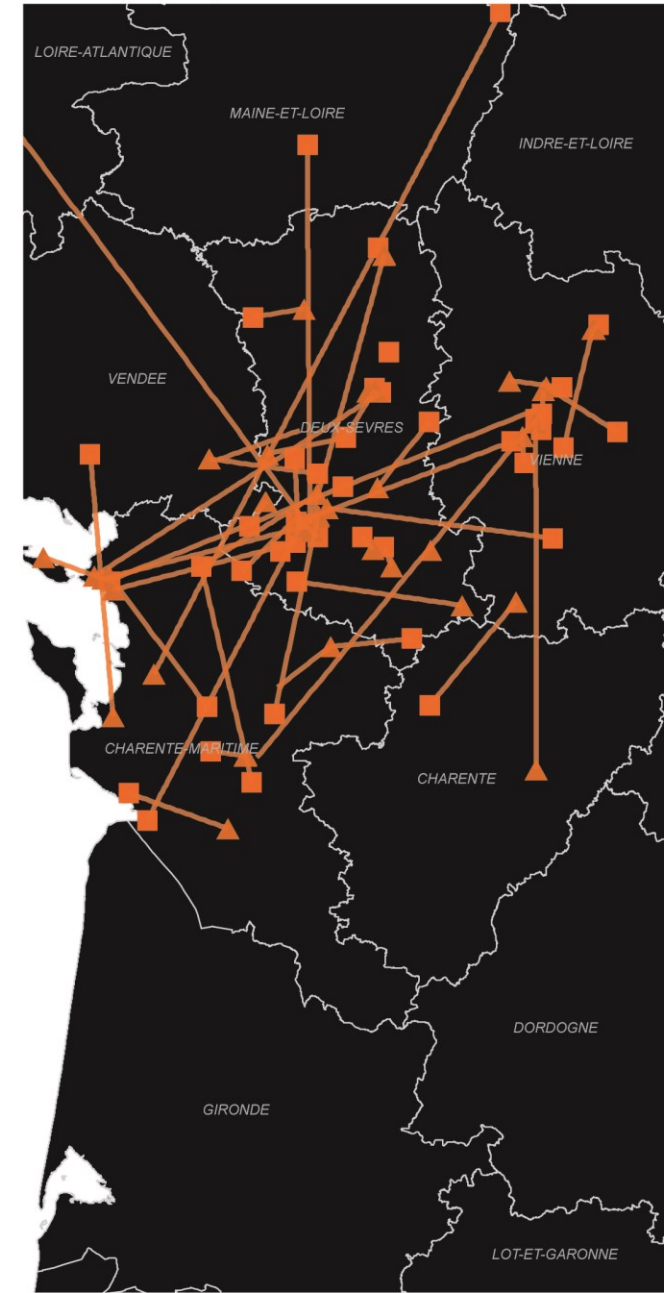 LOIRE-ATLANTIQUE
MAINE-ET-LOIRE
INDRE-ET-LOIRE
VENDEE
DEUX-SEVRES
VIENNE
CHARENTE-MARITIME
CHARENTE
DORDOGNE
GIRONDE
LOT-ET-GARONNE